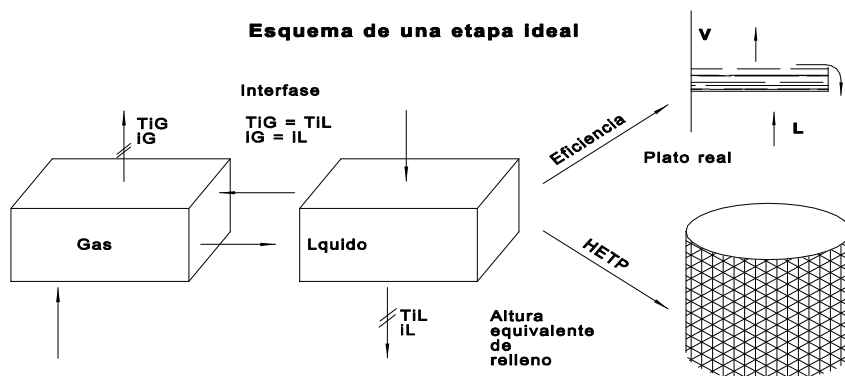 Esquema de una etapa ideal
V
Interfase
TiG
iG
TiG = TiL
iG = iL
Eficiencia
L
Plato real
Gas
Lquido
HETP
TiL
iL
Altura
equivalente
de
relleno